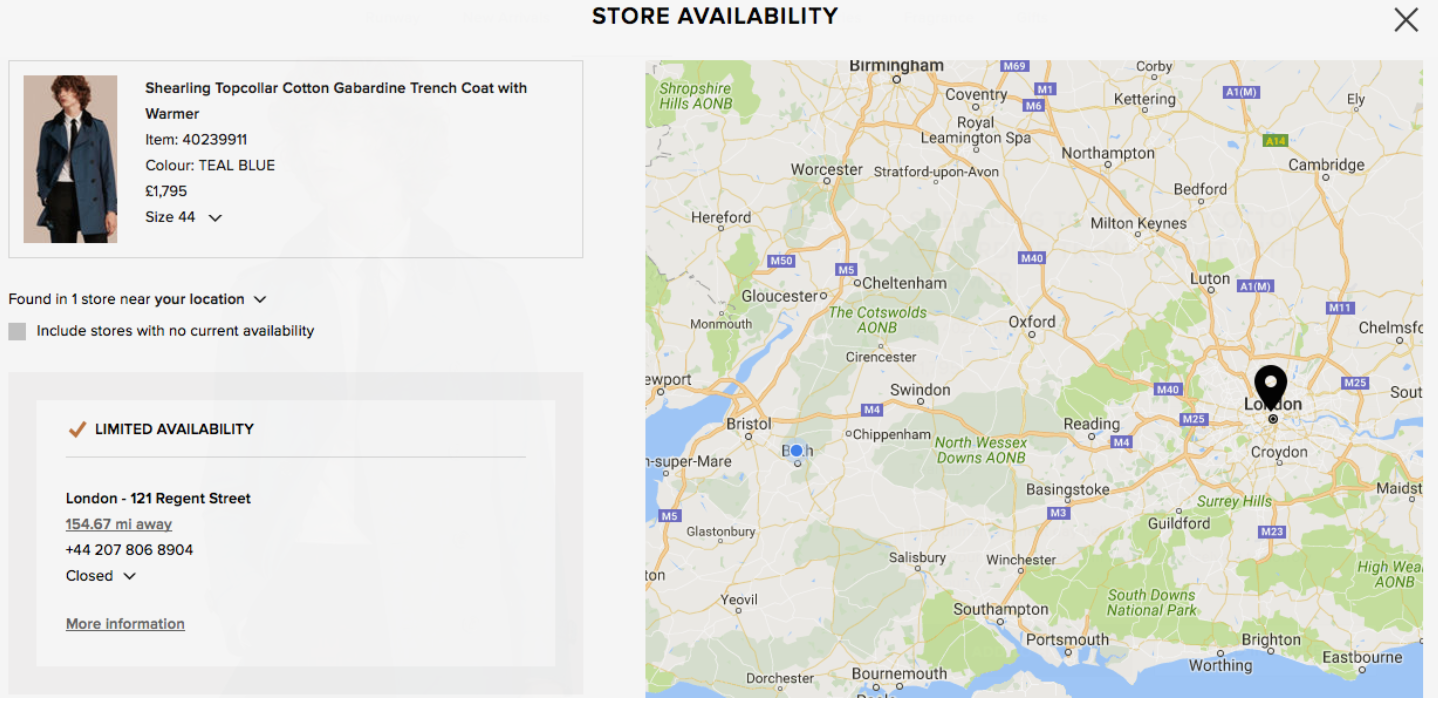 STORE AVAILABILITY
Shearling Topcollar Cotton Gabardine Trench Coat with
Warmer
Item: 40239911
Colour: TEAL BLUE
£1,795
Size 44
Found in 1 store near your location
Include stores with no current availability
LIMITED AVAILABILITY
London - 121 Regent Street
154.67 mi away
+44 207 806 8904
Closed
More information
Birmingham
M69
Corby
Shropshire
Hills AONB
Coventry
M1
M6
Kettering
A1(M)
Ely
Royal
Leamington Spa
A14
Northampton
Cambridge
Worcester
Stratford-upon-Avon
Bedford
Hereford
Milton Keynes
M50
M5
M40
Cheltenham
Luton
A1(M)
Gloucester
M11
Monmouth
The Cotswolds
AONB
Oxford
Chelmsfo
Cirencester
ewport
Swindon
M40
M25
Sout
M4
London
Bristol
Chippenham
Reading
M25
M4
North Wessex
Downs AONB
Bath
Croydon
n-super-Mare
Basingstoke
Surrey Hills
Maidst
M5
M3
Guildford
M23
Glastonbury
Salisbury
Winchester
ton
High Wea
AONB
Yeovil
Southampton
South Downs
National Park
Portsmouth
Brighton
Worthing
Eastbourne
Dorchester
Bournemouth